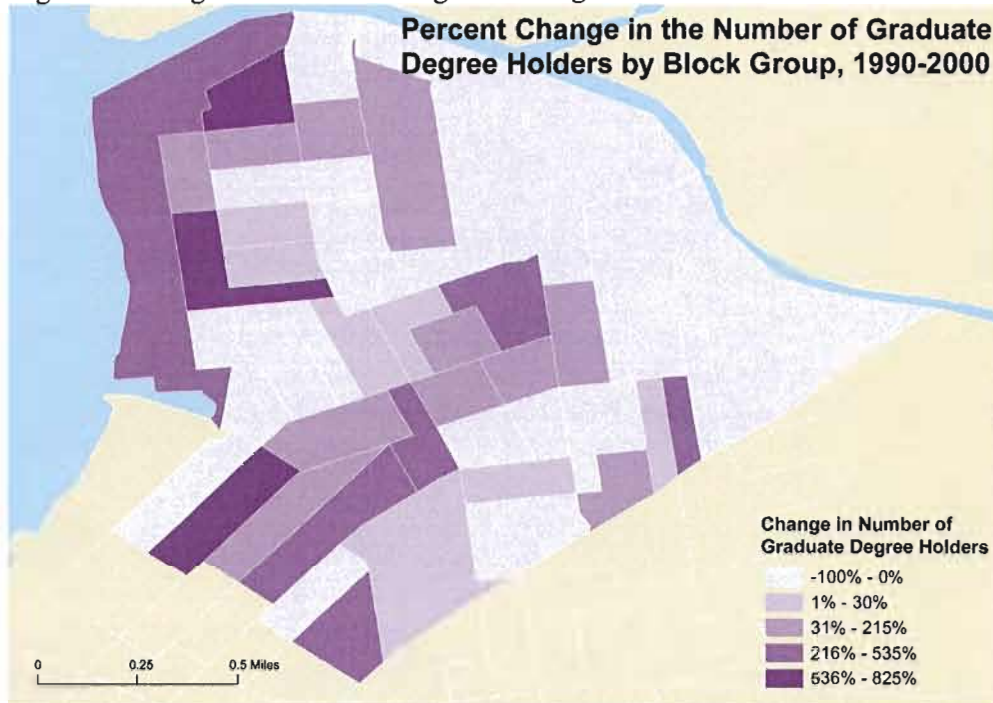 Percent Change in the Number of Graduate
Degree Holders by Block Group, 1990-2000
Change in Number of
Graduate Degree Holders
-100% - 0%
1% - 30%
31% - 215%
216% - 535%
536% - 825%
0 0.25 0.5 Miles